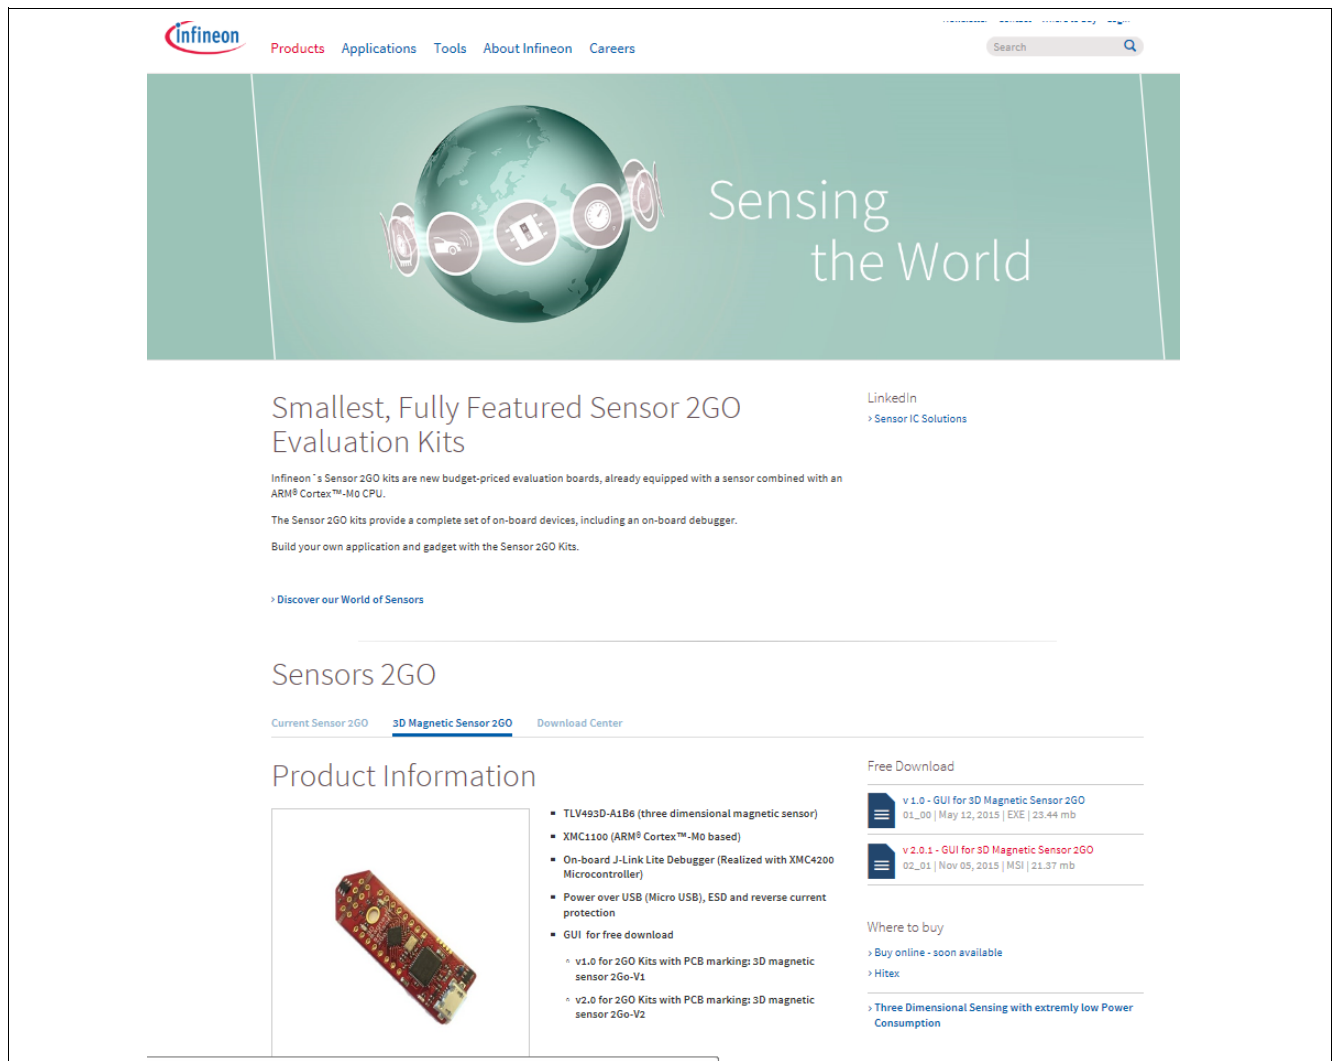 infineon
Products Applications Tools About Infineon Careers
Search
Sensing
the World
Smallest, Fully Featured Sensor 2GO
Evaluation Kits
Infineon´s Sensor 2GO kits are new budget-priced evaluation boards, already equipped with a sensor combined with an
ARM® Cortex™-M0 CPU.
The Sensor 2GO kits provide a complete set of on-board devices, including an on-board debugger.
Build your own application and gadget with the Sensor 2GO Kits.
› Discover our World of Sensors
LinkedIn
› Sensor IC Solutions
Sensors 2GO
Current Sensor 2GO 3D Magnetic Sensor 2GO Download Center
Product Information
▪ TLV493D-A1B6 (three dimensional magnetic sensor)
▪ XMC1100 (ARM® Cortex™-M0 based)
▪ On-board J-Link Lite Debugger (Realized with XMC4200
Microcontroller)
▪ Power over USB (Micro USB), ESD and reverse current
protection
▪ GUI for free download
◦ v1.0 for 2GO Kits with PCB marking: 3D magnetic
sensor 2Go-V1
◦ v2.0 for 2GO Kits with PCB marking: 3D magnetic
sensor 2Go-V2
Free Download
v 1.0 - GUI for 3D Magnetic Sensor 2GO
01_00 | May 12, 2015 | EXE | 23.44 mb
v 2.0.1 - GUI for 3D Magnetic Sensor 2GO
02_01 | Nov 05, 2015 | MSI | 21.37 mb
Where to buy
› Buy online - soon available
› Hitex
› Three Dimensional Sensing with extremly low Power
Consumption